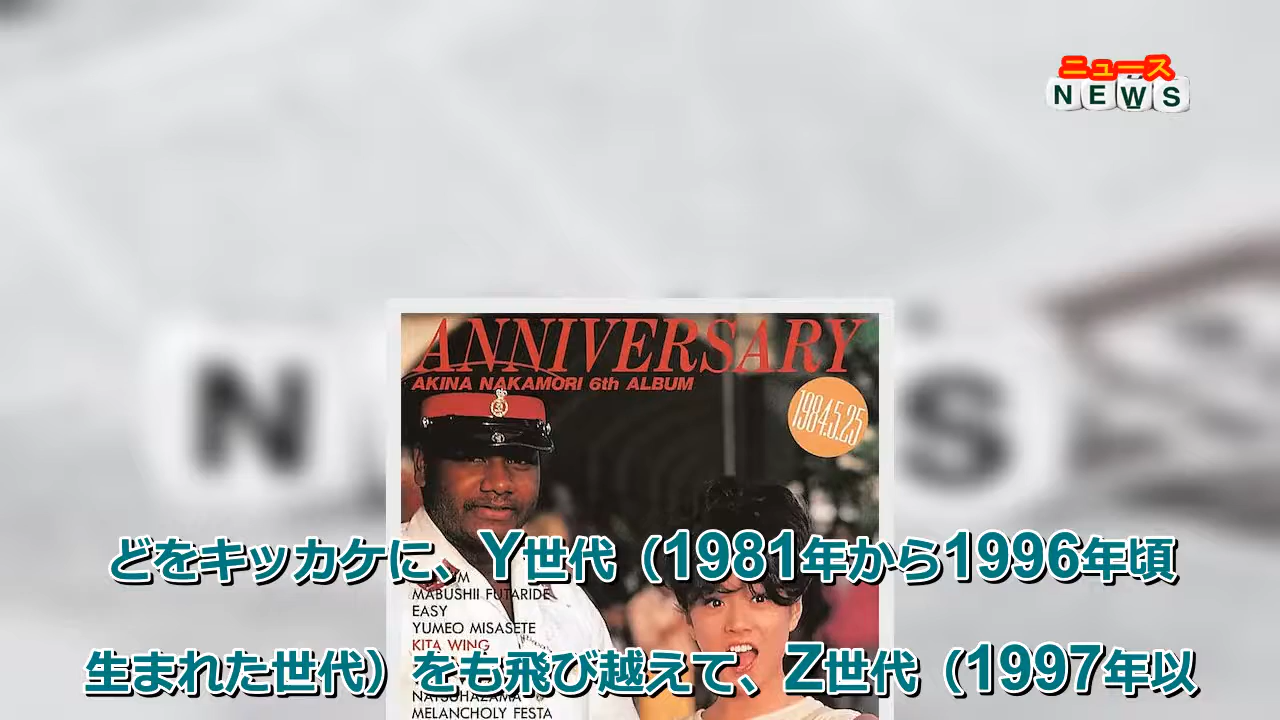 ニュース
NEWS
N
S
ANNIVERSARY
AKINA NAKAMORI 6th ALBUM
1984.5.25
どをキッカケに、Y世代（1981年から1996年頃
MABUSHII FUTARIDE
EASY
YUMEO MISASETE
KITA WING
生まれた世代）をも飛び越えて、Z世代（1997年以
NATSUHAZAMA
MELANCHOLY FESTA